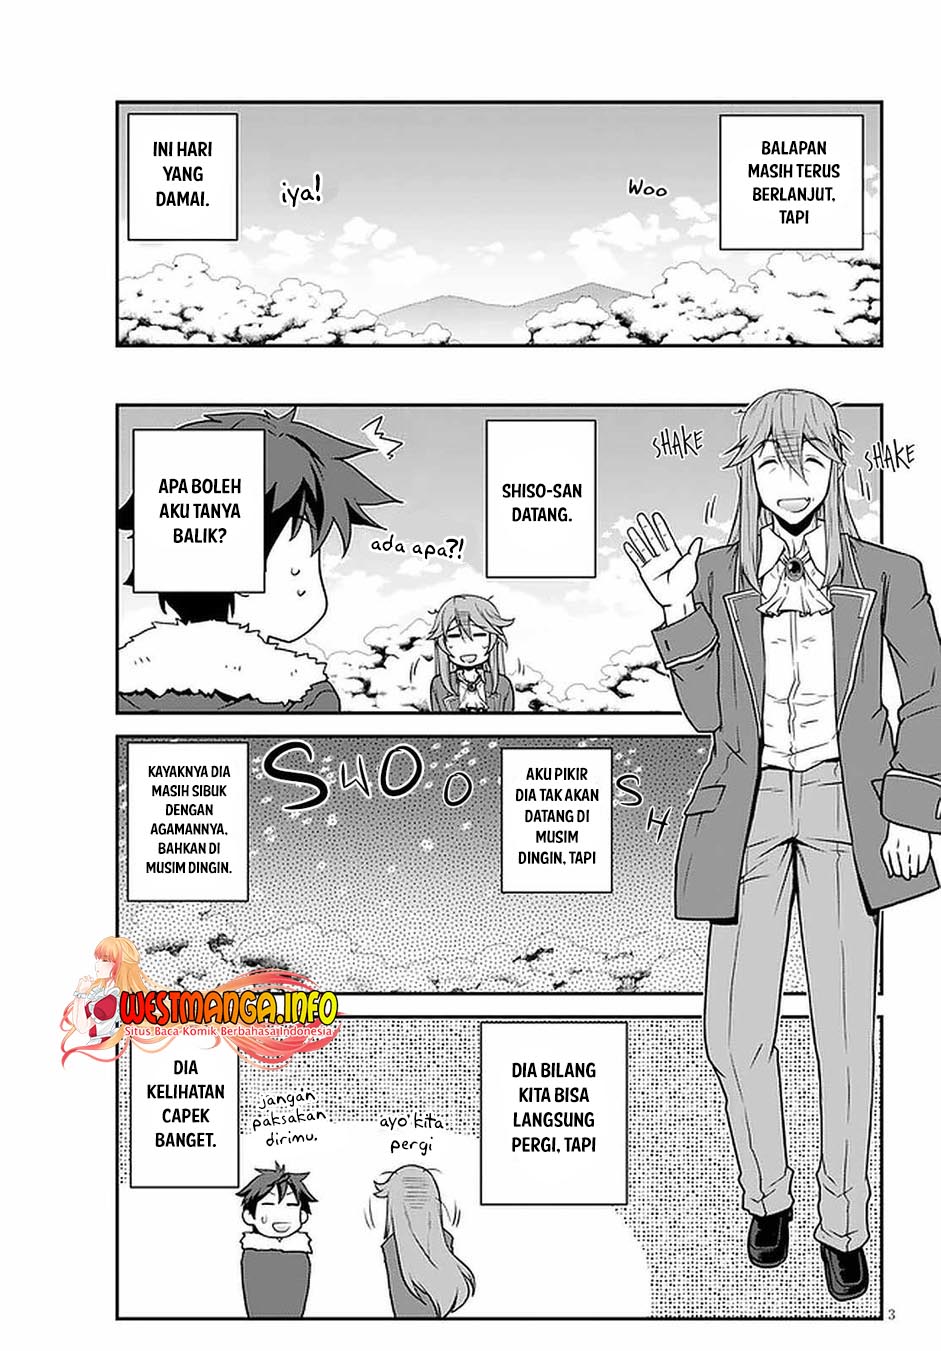 BALAPAN
MASIH TERUS
BERLANJUT,
TAPI
Woo
iya!
INI HARI
YANG
DAMAI.
SHAKE
SHAKE
SHISO-SAN
DATANG.
ada apa?!
APA BOLEH
AKU TANYA
BALIK?
AKU PIKIR
DIA TAK AKAN
DATANG DI
MUSIM
DINGIN, TAPI
SWOOSH
KAYAKNYA DIA
MASIH SIBUK
DENGAN
AGAMANNYA,
BAHKAN DI
MUSIM DINGIN.
WESTMANGA.INFO
Situs Baca Komik Berbahasa Indonesia
DIA BILANG
KITA BISA
LANGSUNG
PERGI, TAPI
ayo kita
pergi
jangan
paksakan
dirimu.
DIA
KELIHATAN
CAPEK
BANGET.
3